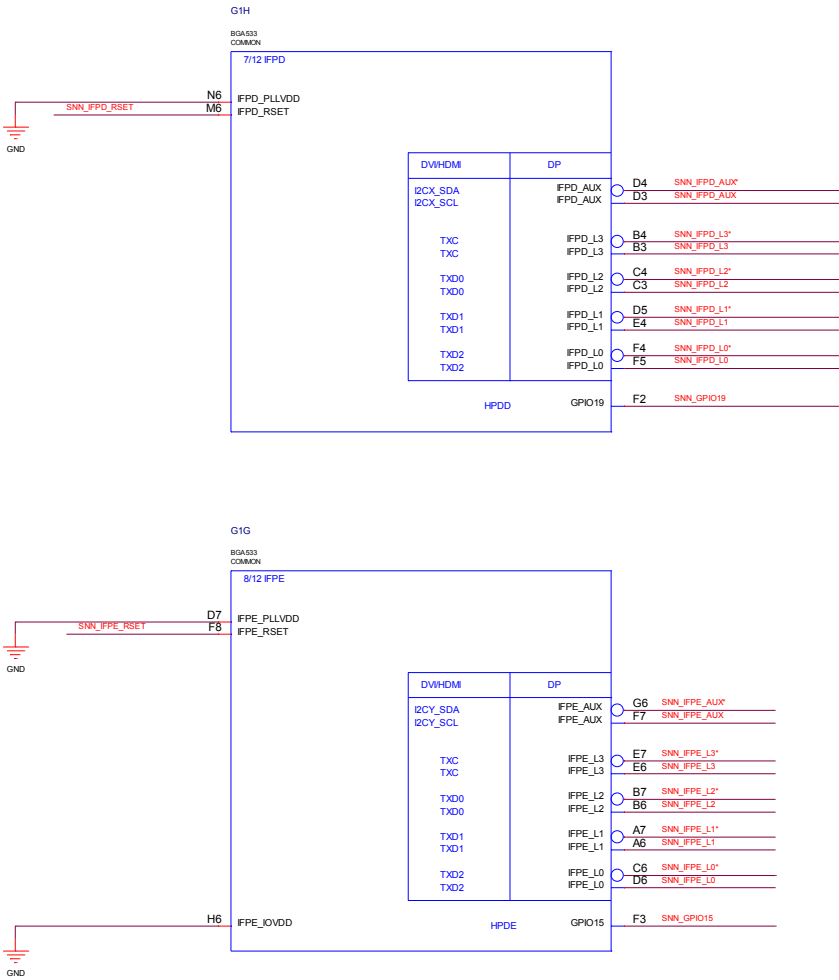 G1H
BGA533
COMMON
7/12 IFPD
N6 IFPD_PLLVDD
SNN_IFPD_RSET M6 IFPD_RSET
GND
DVI/HDMI DP
I2CX_SDA IFPD_AUX D4 SNN_IFPD_AUX*
I2CX_SCL IFPD_AUX D3 SNN_IFPD_AUX
TXC IFPD_L3 B4 SNN_IFPD_L3*
TXC IFPD_L3 B3 SNN_IFPD_L3
TXD0 IFPD_L2 C4 SNN_IFPD_L2*
TXD0 IFPD_L2 C3 SNN_IFPD_L2
TXD1 IFPD_L1 D5 SNN_IFPD_L1*
TXD1 IFPD_L1 E4 SNN_IFPD_L1
TXD2 IFPD_L0 F4 SNN_IFPD_L0*
TXD2 IFPD_L0 F5 SNN_IFPD_L0
HPDD GPIO19 F2 SNN_GPIO19
G1G
BGA533
COMMON
8/12 IFPE
D7 IFPE_PLLVDD
SNN_IFPE_RSET F8 IFPE_RSET
GND
DVI/HDMI DP
I2CY_SDA IFPE_AUX G6 SNN_IFPE_AUX*
I2CY_SCL IFPE_AUX F7 SNN_IFPE_AUX
TXC IFPE_L3 E7 SNN_IFPE_L3*
TXC IFPE_L3 E6 SNN_IFPE_L3
TXD0 IFPE_L2 B7 SNN_IFPE_L2*
TXD0 IFPE_L2 B6 SNN_IFPE_L2
TXD1 IFPE_L1 A7 SNN_IFPE_L1*
TXD1 IFPE_L1 A6 SNN_IFPE_L1
TXD2 IFPE_L0 C6 SNN_IFPE_L0*
TXD2 IFPE_L0 D6 SNN_IFPE_L0
H6 IFPE_IOVDD HPDE GPIO15 F3 SNN_GPIO15
GND